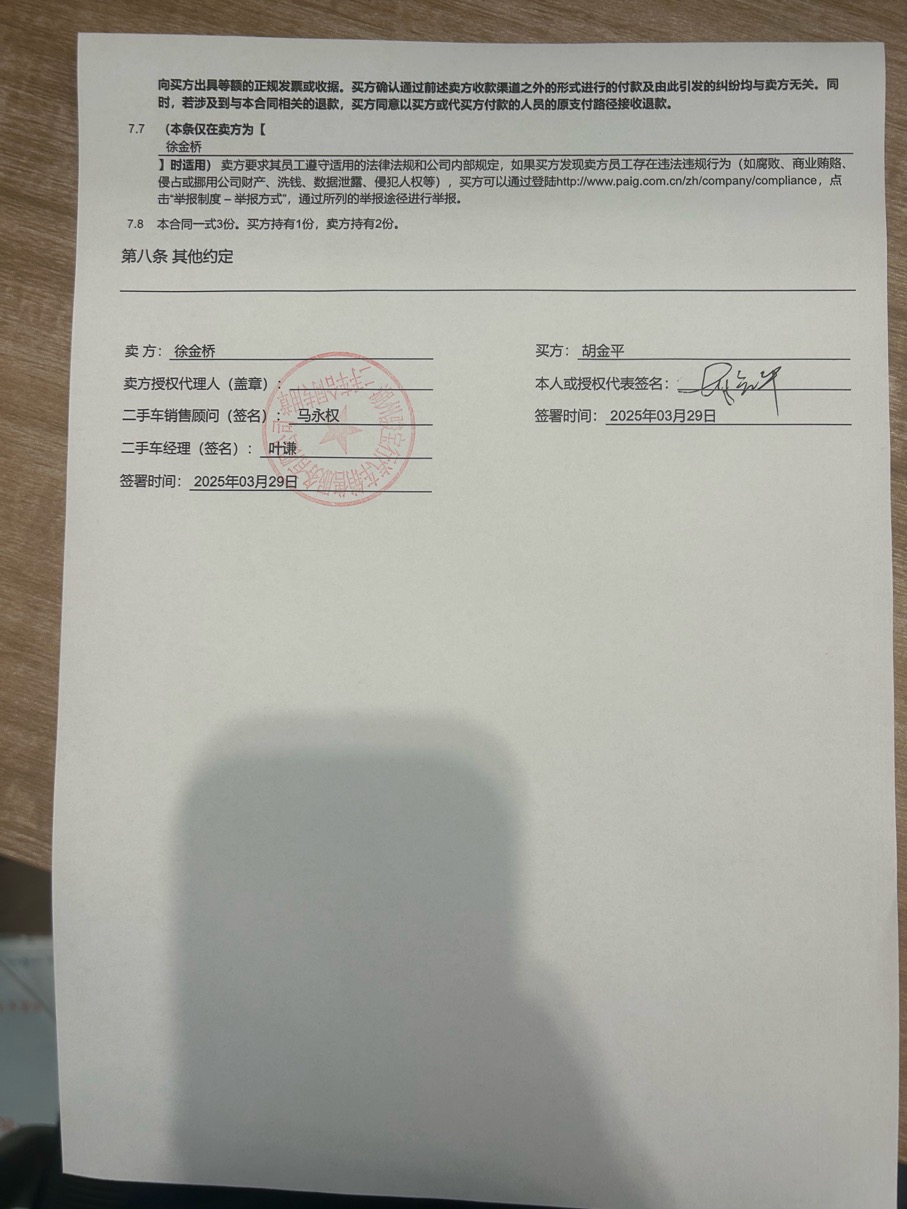 向买方出具等额的正规发票或收据。买方确认通过前述卖方收款渠道之外的形式进行的付款及由此引发的纠纷均与卖方无关。同
时，若涉及到与本合同相关的退款，买方同意以买方或代买方付款的人员的原支付路径接收退款。
7.7 （本条仅在卖方为【
徐金桥
】时适用）卖方要求其员工遵守适用的法律法规和公司内部规定，如果买方发现卖方员工存在违法违规行为（如腐败、商业贿赂、
侵占或挪用公司财产、洗钱、数据泄露、侵犯人权等），买方可以通过登陆http://www.paig.com.cn/zh/company/compliance，点
击“举报制度 – 举报方式”，通过所列的举报途径进行举报。
7.8 本合同一式3份。买方持有1份，卖方持有2份。
第八条 其他约定
卖 方： 徐金桥
卖方授权代理人（盖章）：
二手车销售顾问（签名）： 马永权
二手车经理（签名）： 叶谦
签署时间： 2025年03月29日
买方： 胡金平
本人或授权代表签名：
签署时间： 2025年03月29日